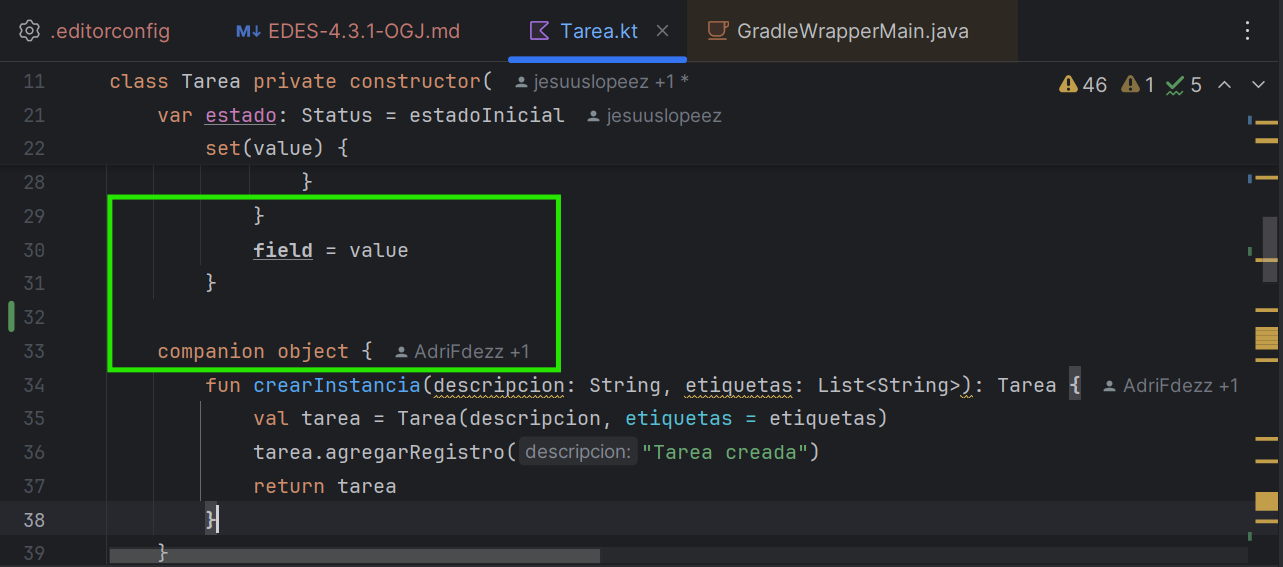 .editorconfig M↓ EDES-4.3.1-OGJ.md Tarea.kt GradleWrapperMain.java
11 class Tarea private constructor( jesuuslopeez +1 * 46 1 5
21 var estado: Status = estadoInicial jesuuslopeez
22 set(value) {
28 }
29 }
30 field = value
31 }
32
33 companion object { AdriFdezz +1
34 fun crearInstancia(descripcion: String, etiquetas: List<String>): Tarea { AdriFdezz +1
35 val tarea = Tarea(descripcion, etiquetas = etiquetas)
36 tarea.agregarRegistro( descripcion: "Tarea creada")
37 return tarea
38 }
39 }